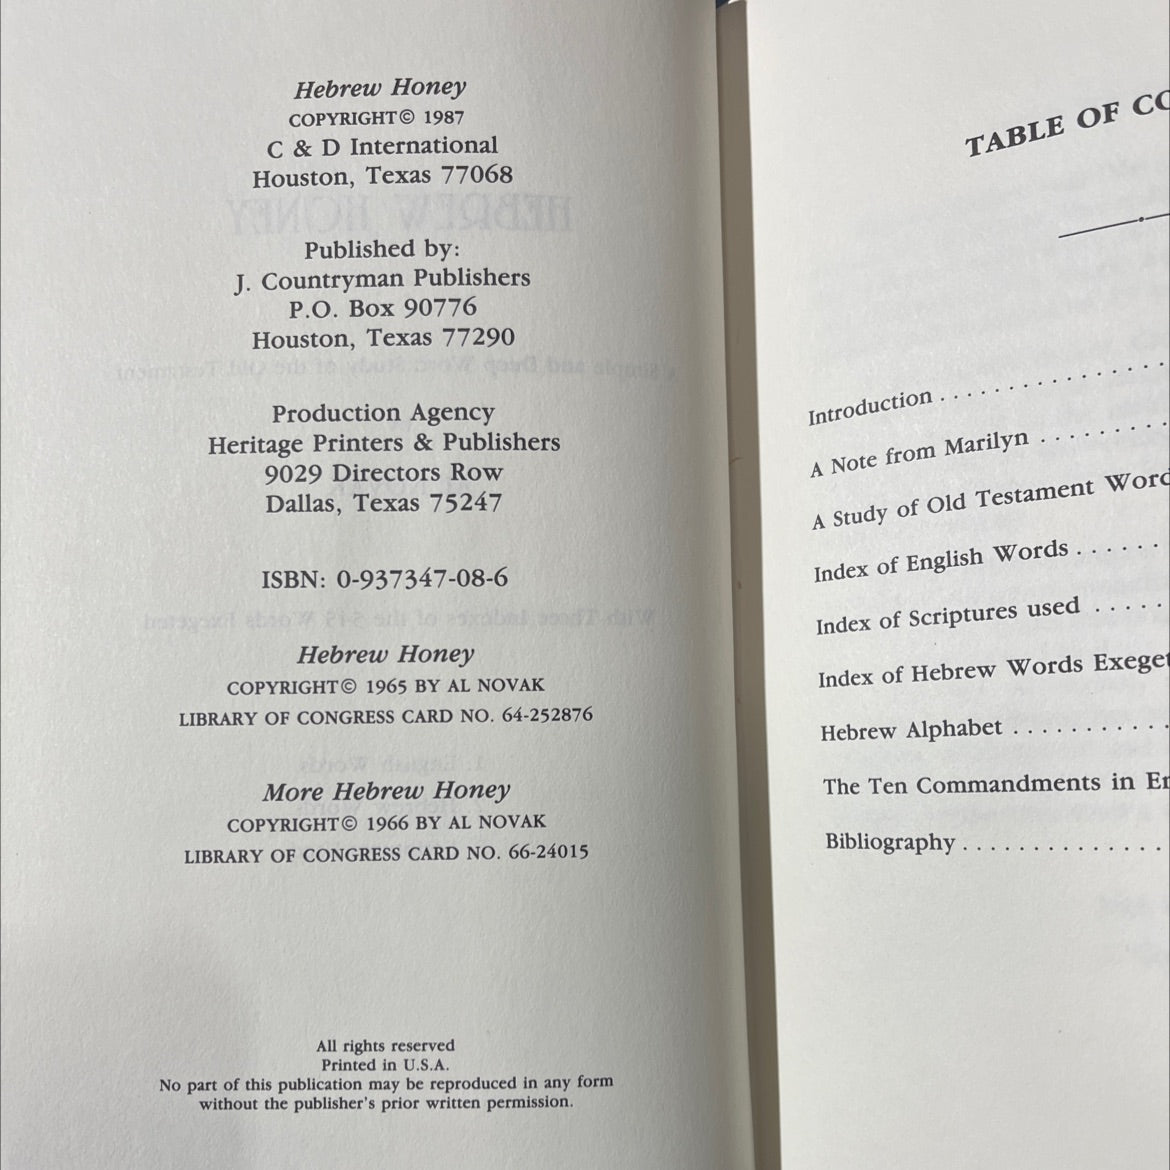 Hebrew Honey
COPYRIGHT© 1987
C & D International
Houston, Texas 77068
Published by:
J. Countryman Publishers
P.O. Box 90776
Houston, Texas 77290
Production Agency
Heritage Printers & Publishers
9029 Directors Row
Dallas, Texas 75247
ISBN: 0-937347-08-6
Hebrew Honey
COPYRIGHT© 1965 BY AL NOVAK
LIBRARY OF CONGRESS CARD NO. 64-252876
More Hebrew Honey
COPYRIGHT© 1966 BY AL NOVAK
LIBRARY OF CONGRESS CARD NO. 66-24015
All rights reserved
Printed in U.S.A.
No part of this publication may be reproduced in any form
without the publisher's prior written permission.
TABLE OF CO
Introduction . . . . . . . . . . . . . . . .
A Note from Marilyn . . . . . . . . .
A Study of Old Testament Word
Index of English Words . . . . . .
Index of Scriptures used . . . . .
Index of Hebrew Words Exeget
Hebrew Alphabet . . . . . . . . . . .
The Ten Commandments in En
Bibliography . . . . . . . . . . . . . .